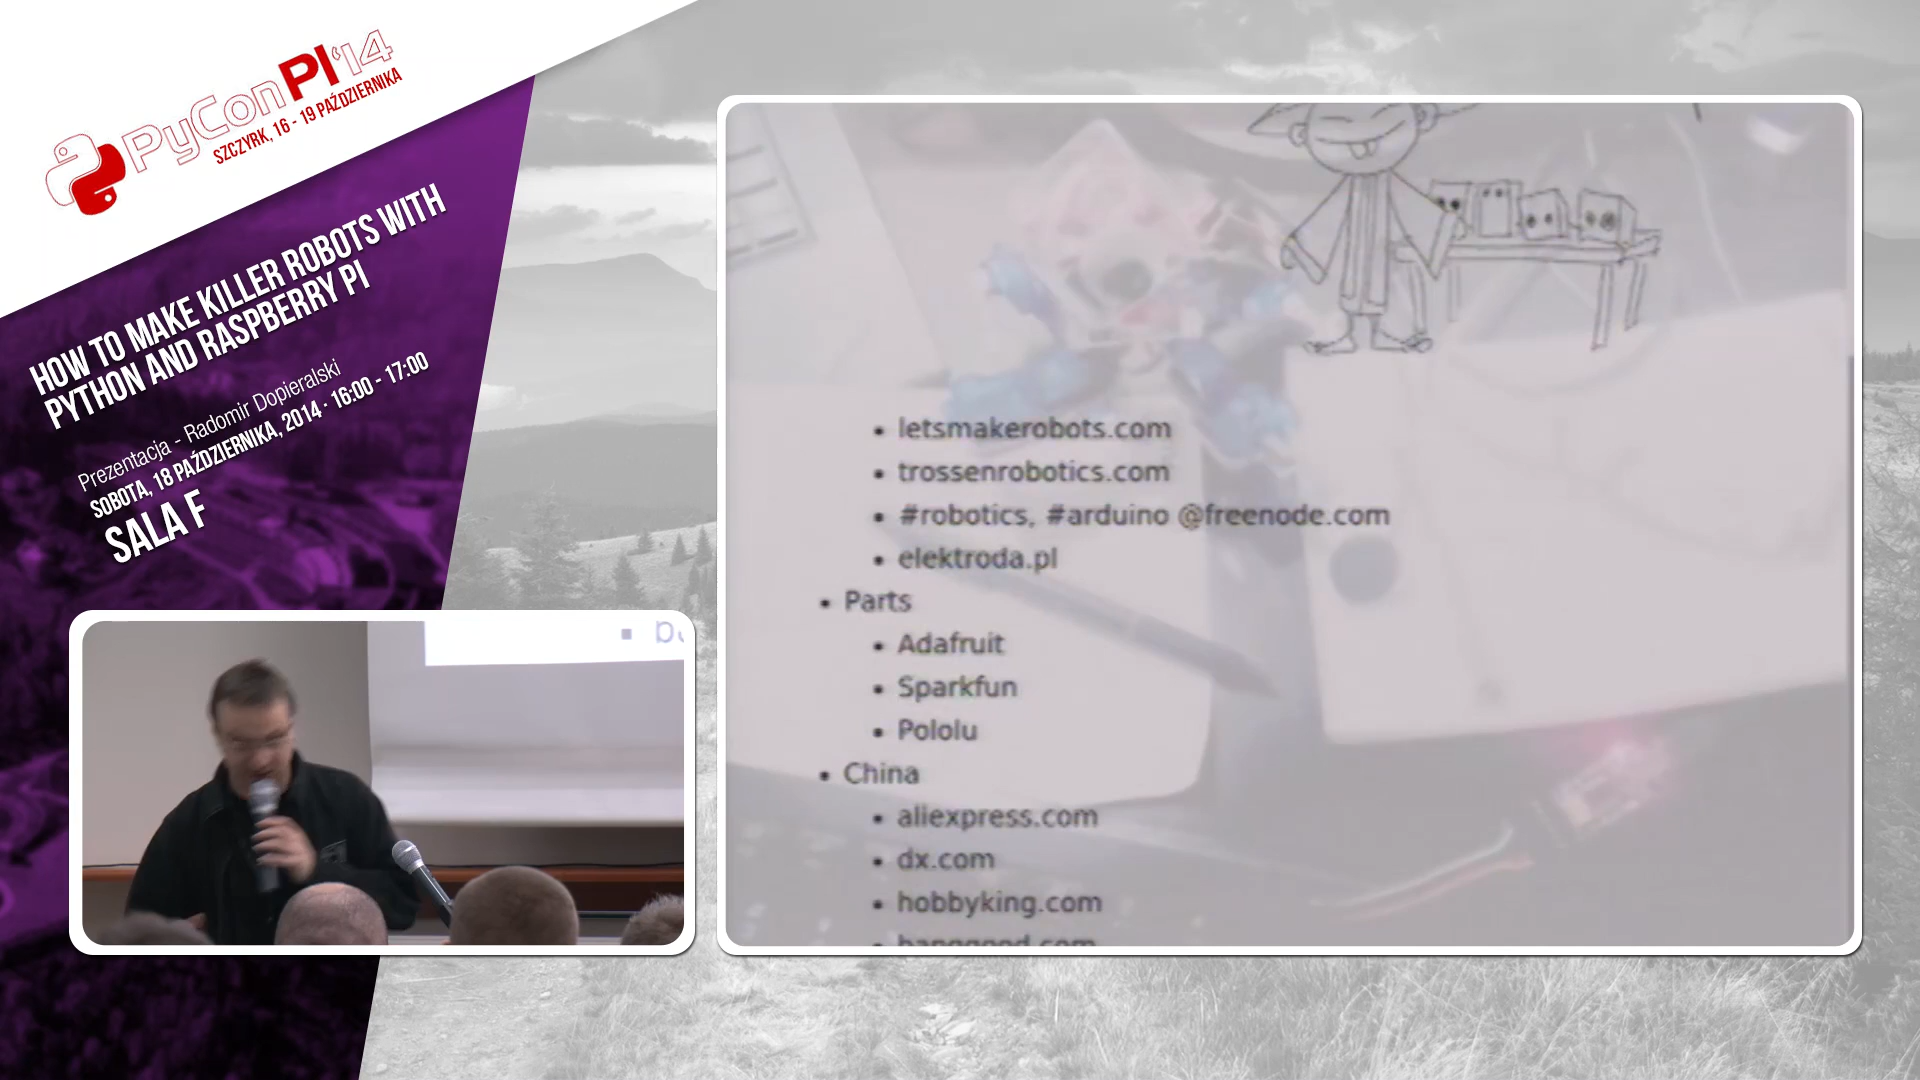 PyConPl'14
SZCZYRK, 16 - 19 PAŹDZIERNIKA
HOW TO MAKE KILLER ROBOTS WITH
PYTHON AND RASPBERRY PI
Prezentacja - Radomir Dopieralski
SOBOTA, 18 PAŹDZIERNIKA, 2014 · 16:00 - 17:00
SALA F
letsmakerobots.com
trossenrobotics.com
#robotics, #arduino @freenode.com
elektroda.pl
Parts
Adafruit
Sparkfun
Pololu
China
aliexpress.com
dx.com
hobbyking.com